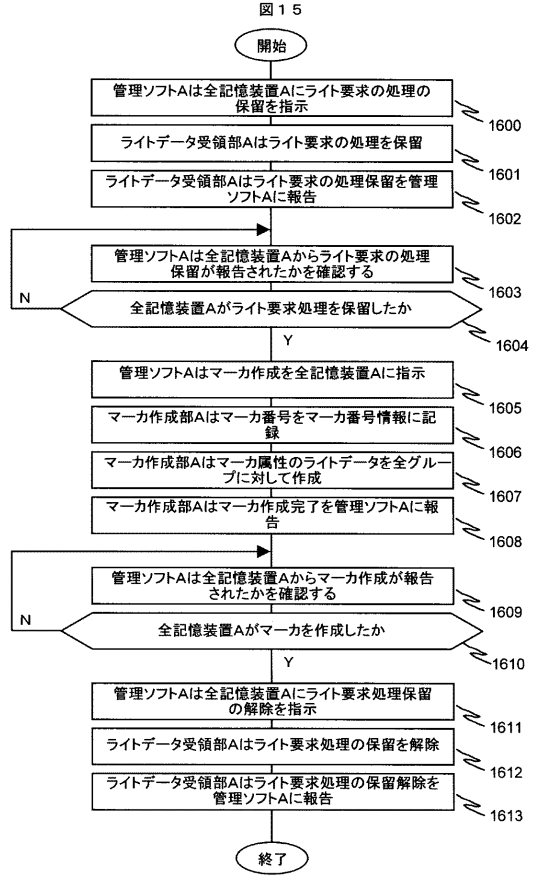 図１５
開始
管理ソフトAは全記憶装置Aにライト要求の処理の
保留を指示
1600
ライトデータ受領部Aはライト要求の処理を保留
1601
ライトデータ受領部Aはライト要求の処理保留を管理
ソフトAに報告
1602
管理ソフトAは全記憶装置Aからライト要求の処理
保留が報告されたかを確認する
1603
N
全記憶装置Aがライト要求処理を保留したか
1604
Y
管理ソフトAはマーカ作成を全記憶装置Aに指示
1605
マーカ作成部Aはマーカ番号をマーカ番号情報に記
録
1606
マーカ作成部Aはマーカ属性のライトデータを全グルー
プに対して作成
1607
マーカ作成部Aはマーカ作成完了を管理ソフトAに報
告
1608
管理ソフトAは全記憶装置Aからマーカ作成が報告
されたかを確認する
1609
N
全記憶装置Aがマーカを作成したか
1610
Y
管理ソフトAは全記憶装置Aにライト要求処理保留
の解除を指示
1611
ライトデータ受領部Aはライト要求処理の保留を解除
1612
ライトデータ受領部Aはライト要求処理の保留解除を
管理ソフトAに報告
1613
終了